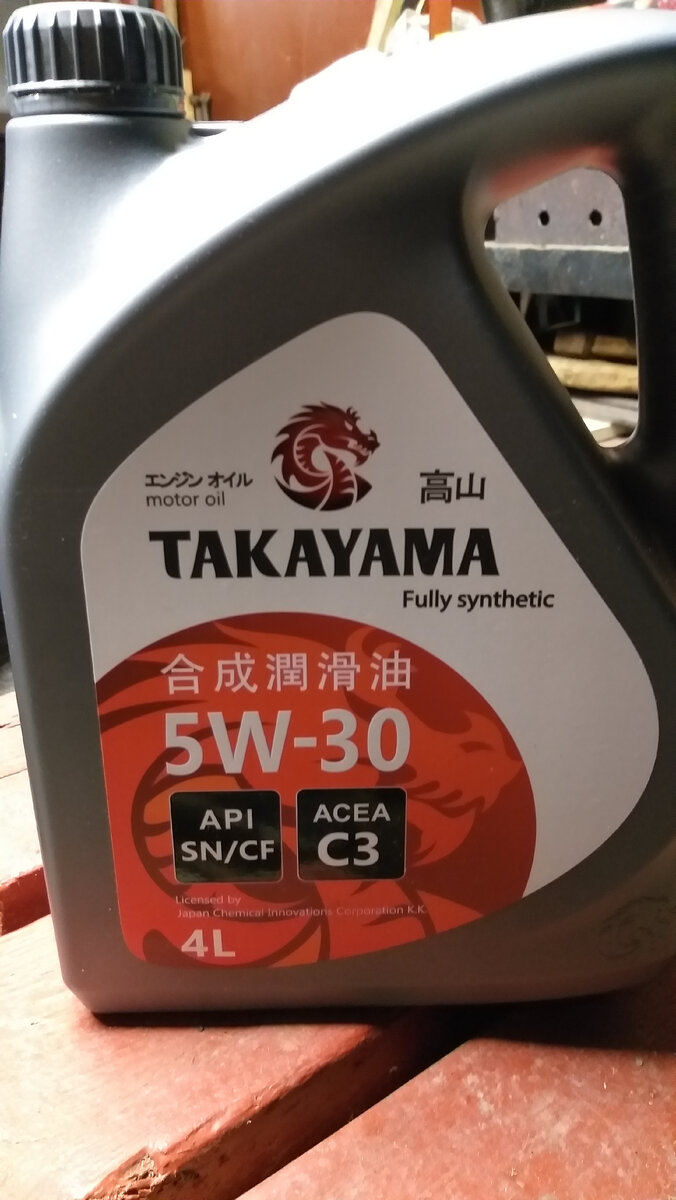 エンジン オイル
motor oil
高山
TAKAYAMA
Fully synthetic
合成潤滑油
5W-30
API
SN/CF
ACEA
C3
Licensed by
Japan Chemical Innovations Corporation K.K.
4L